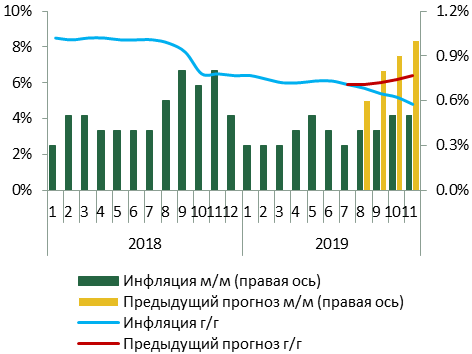 10% 1.2%
8% 0.9%
6%
4% 0.6%
2% 0.3%
0% 0.0%
1 2 3 4 5 6 7 8 9 10 11 12 1 2 3 4 5 6 7 8 9 10 11
2018 2019
Инфляция м/м (правая ось)
Предыдущий прогноз м/м (правая ось)
Инфляция г/г
Предыдущий прогноз г/г